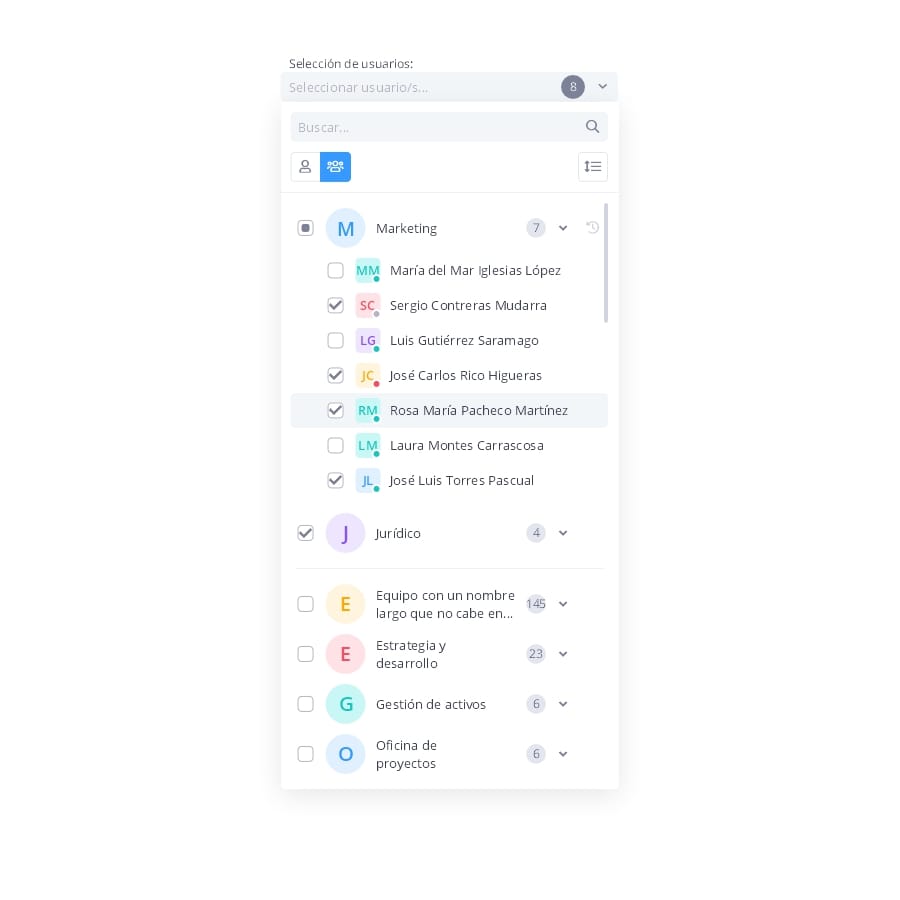 Selección de usuarios:
Seleccionar usuario/s... 8
Buscar...
M Marketing 7
MM María del Mar Iglesias López
SC Sergio Contreras Mudarra
LG Luis Gutiérrez Saramago
JC José Carlos Rico Higueras
RM Rosa María Pacheco Martínez
LM Laura Montes Carrascosa
JL José Luis Torres Pascual
J Jurídico 4
E Equipo con un nombre 145
largo que no cabe en...
E Estrategia y 23
desarrollo
G Gestión de activos 6
O Oficina de 6
proyectos